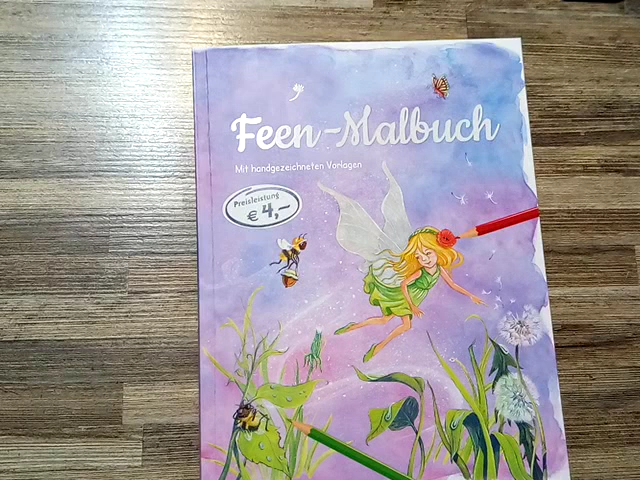 Feen-Malbuch
Mit handgezeichneten Vorlagen
Preisleistung
€ 4,–